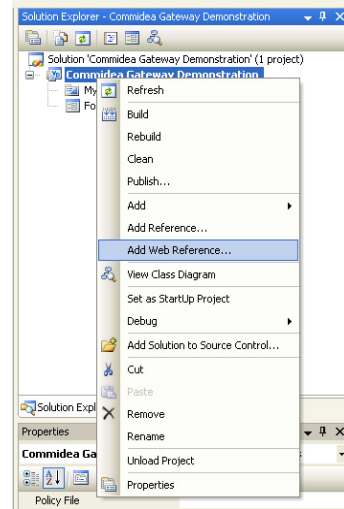 Solution Explorer - Commidea Gateway Demonstration
Solution 'Commidea Gateway Demonstration' (1 project)
Commidea Gateway Demonstration
My
Fo
Refresh
Build
Rebuild
Clean
Publish...
Add
Add Reference...
Add Web Reference...
View Class Diagram
Set as StartUp Project
Debug
Add Solution to Source Control...
Cut
Paste
Remove
Rename
Unload Project
Properties
Solution Expl
Properties
Commidea Ga
Policy File